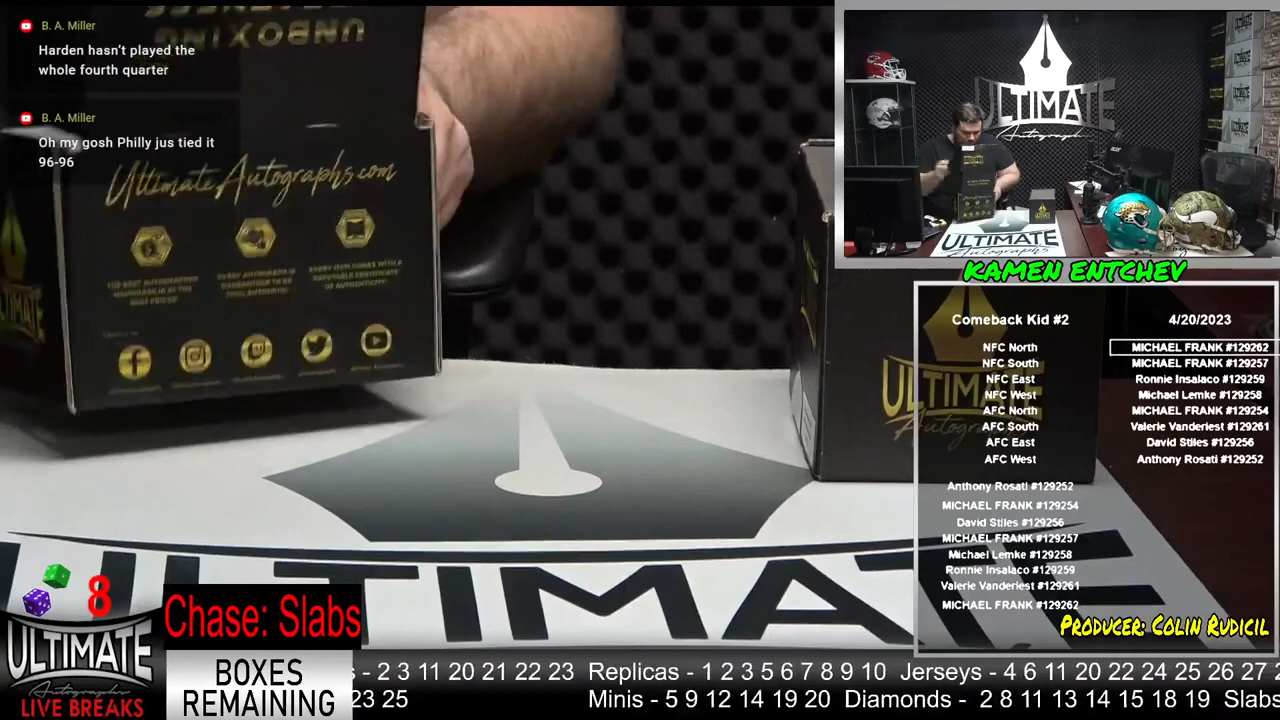 B. A. Miller
Harden hasn't played the
whole fourth quarter
B. A. Miller
Oh my gosh Philly jus tied it
96-96
UNBOXING
UltimateAutographs.com
ULTIMATE
ULTIMATE
Autograph
ULTIMATE
KAMEN ENTCHEV
Comeback Kid #2 4/20/2023
NFC North MICHAEL FRANK #129262
NFC South MICHAEL FRANK #129257
NFC East Ronnie Insalaco #129259
NFC West Michael Lemke #129258
AFC North MICHAEL FRANK #129254
AFC South Valerie Vanderiest #129261
AFC East David Stiles #129256
AFC West Anthony Rosati #129252
Anthony Rosati #129252
MICHAEL FRANK #129254
David Stiles #129256
MICHAEL FRANK #129257
Michael Lemke #129258
Ronnie Insalaco #129259
Valerie Vanderiest #129261
MICHAEL FRANK #129262
Producer: Colin Rudicil
ULTIMATE
ULTIMA
8
ULTIMATE
Autographs
LIVE BREAKS
Chase: Slabs
BOXES
REMAINING
s - 2 3 11 20 21 22 23 Replicas - 1 2 3 5 6 7 8 9 10 Jerseys - 4 6 11 20 22 24 25 26 27 2
23 25 Minis - 5 9 12 14 19 20 Diamonds - 2 8 11 13 14 15 18 19 Slabs